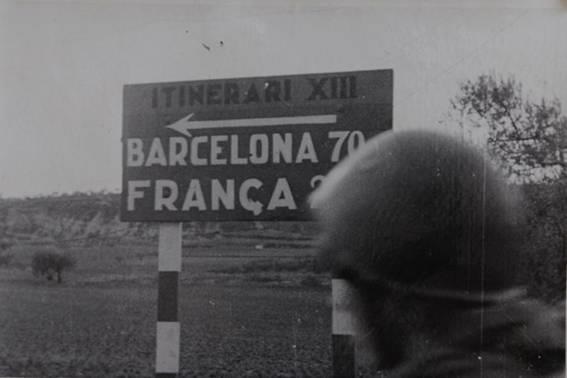 ITINERARI XIII
BARCELONA 70
FRANÇA